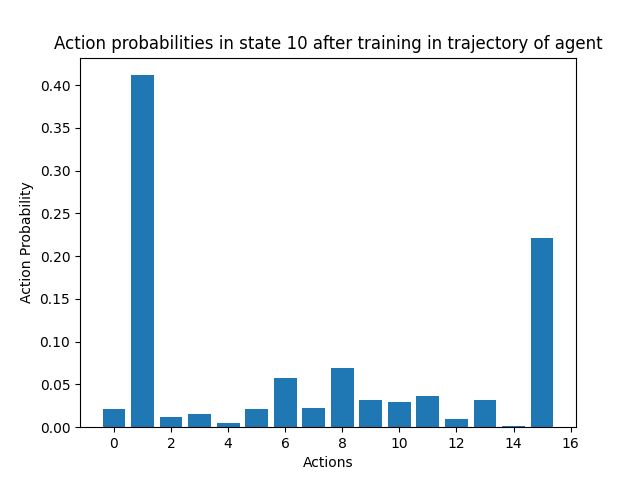 Action probabilities in state 10 after training in trajectory of agent
0.40
0.35
0.30
0.25
0.20
0.15
0.10
0.05
0.00
Action Probability
0 2 4 6 8 10 12 14 16
Actions